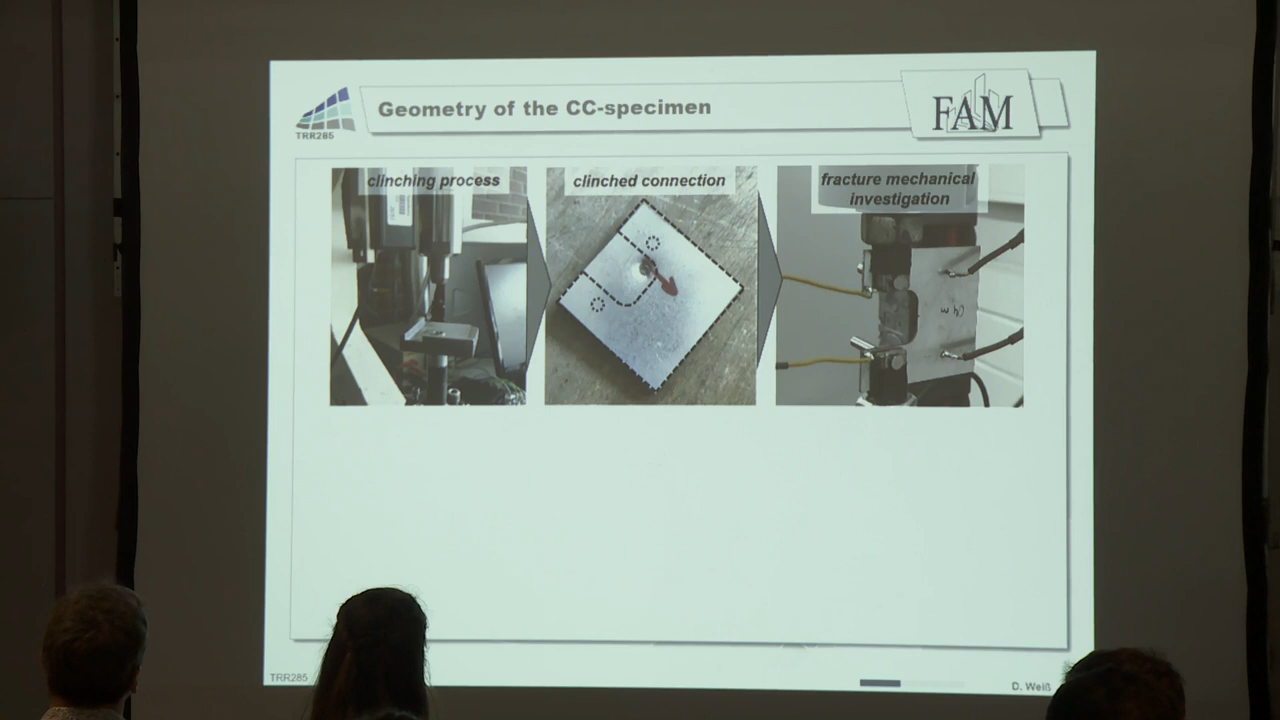 TRR285
Geometry of the CC-specimen
FAM
clinching process
clinched connection
fracture mechanical
investigation
TRR285
D. Weiß